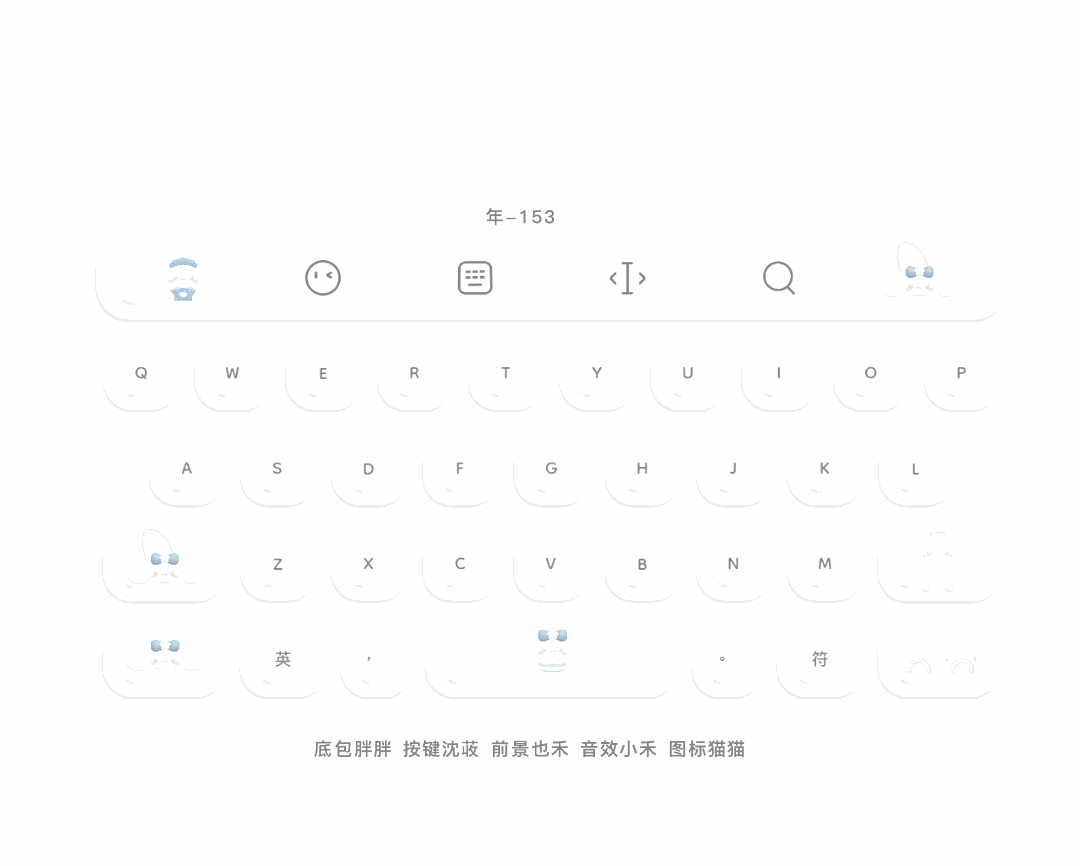 年–153
Q W E R T Y U I O P
A S D F G H J K L
Z X C V B N M
英 , 。 符
底包胖胖 按键沈䓲 前景也禾 音效小禾 图标猫猫